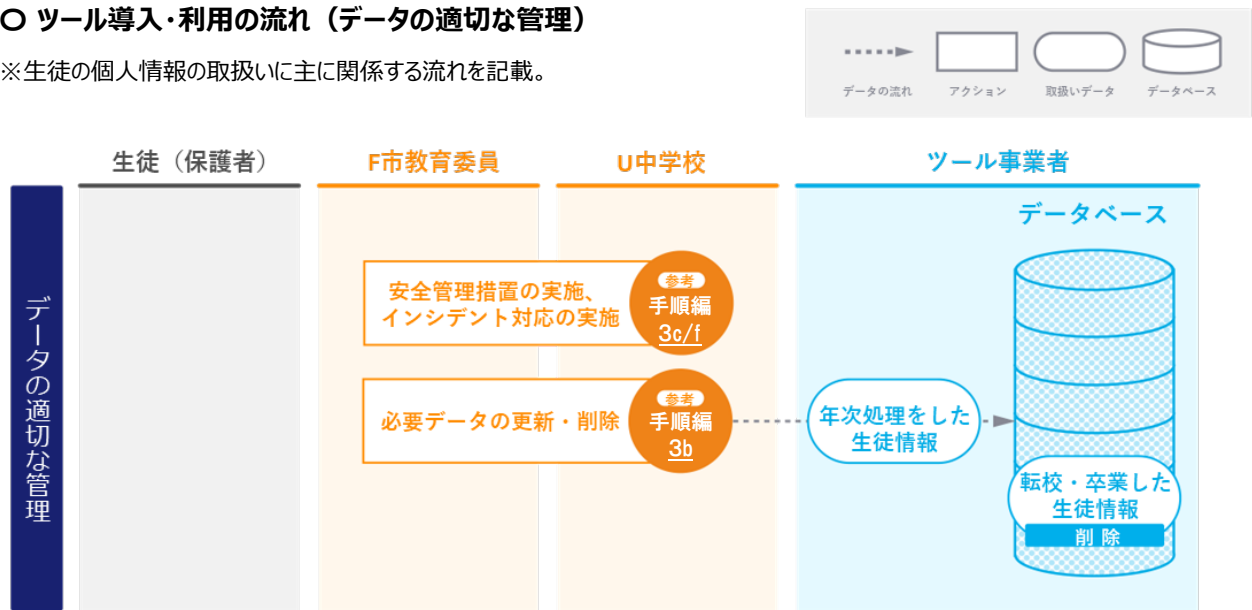 〇 ツール導入・利用の流れ（データの適切な管理）
※生徒の個人情報の取扱いに主に関係する流れを記載。
データの流れ
アクション
取扱いデータ
データベース
生徒（保護者）
F市教育委員
U中学校
ツール事業者
データの適切な管理
データベース
安全管理措置の実施、
インシデント対応の実施
参考
手順編
3c/f
必要データの更新・削除
参考
手順編
3b
年次処理をした
生徒情報
転校・卒業した
生徒情報
削除